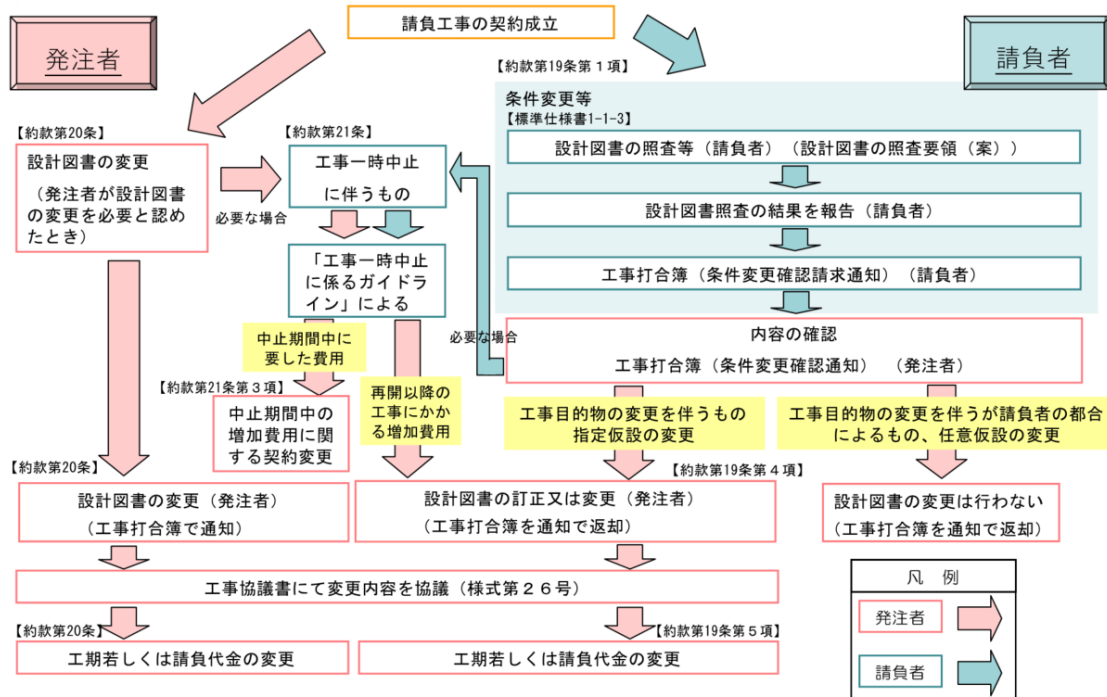 請負工事の契約成立
発注者
請負者
【約款第19条第１項】
条件変更等
【標準仕様書1-1-3】
設計図書の照査等（請負者）（設計図書の照査要領（案））
設計図書照査の結果を報告（請負者）
工事打合簿（条件変更確認請求通知）（請負者）
【約款第20条】
設計図書の変更
（発注者が設計図書
の変更を必要と認め
たとき）
必要な場合
【約款第21条】
工事一時中止
に伴うもの
「工事一時中止
に係るガイドラ
イン」による
必要な場合
内容の確認
工事打合簿（条件変更確認通知）（発注者）
中止期間中に
要した費用
【約款第21条第３項】
中止期間中の
増加費用に関
する契約変更
再開以降の
工事にかか
る増加費用
工事目的物の変更を伴うもの
指定仮設の変更
工事目的物の変更を伴うが請負者の都合
によるもの、任意仮設の変更
【約款第20条】
設計図書の変更（発注者）
（工事打合簿で通知）
【約款第19条第４項】
設計図書の訂正又は変更（発注者）
（工事打合簿を通知で返却）
設計図書の変更は行わない
（工事打合簿を通知で返却）
工事協議書にて変更内容を協議（様式第２６号）
【約款第20条】
工期若しくは請負代金の変更
【約款第19条第５項】
工期若しくは請負代金の変更
凡　例
発注者
請負者